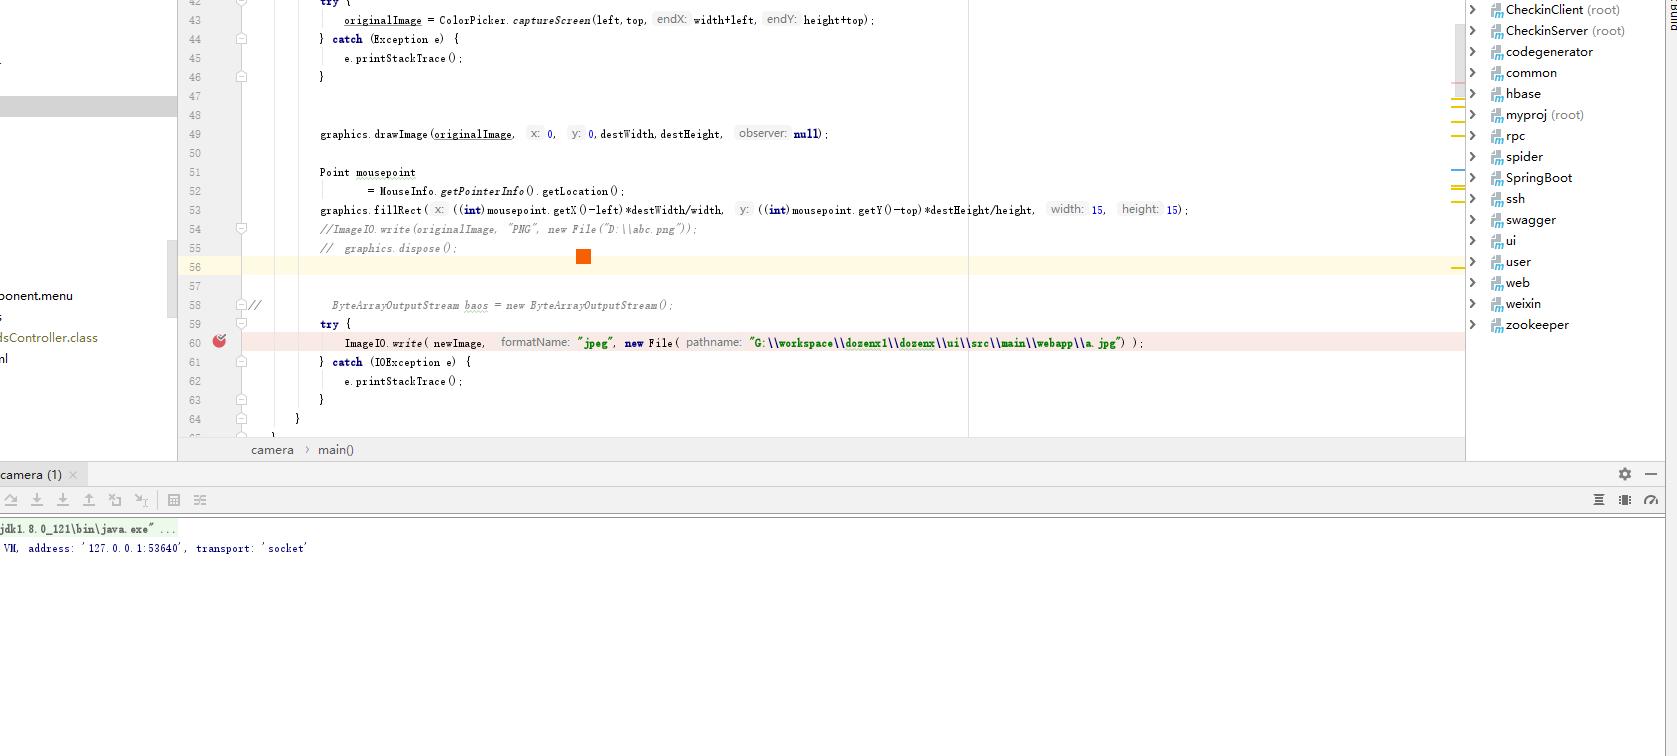 42 try {
43 originalImage = ColorPicker.captureScreen(left,top, endX: width+left, endY: height+top);
44 } catch (Exception e) {
45 e.printStackTrace();
46 }
47
48
49 graphics.drawImage(originalImage, x: 0, y: 0,destWidth,destHeight, observer: null);
50
51 Point mousepoint
52 = MouseInfo.getPointerInfo().getLocation();
53 graphics.fillRect( x: ((int)mousepoint.getX()-left)*destWidth/width, y: ((int)mousepoint.getY()-top)*destHeight/height, width: 15, height: 15);
54 //ImageIO.write(originalImage, "PNG", new File("D:\\abc.png"));
55 // graphics.dispose();
56
57
58 // ByteArrayOutputStream baos = new ByteArrayOutputStream();
59 try {
60 ImageIO.write( newImage, formatName: "jpeg", new File( pathname: "G:\\workspace\\dozenx1\\dozenx\\ui\\src\\main\\webapp\\a.jpg") );
61 } catch (IOException e) {
62 e.printStackTrace();
63 }
64 }
}
camera > main()
ponent.menu
s
dsController.class
ml
CheckinClient (root)
CheckinServer (root)
codegenerator
common
hbase
myproj (root)
rpc
spider
SpringBoot
ssh
swagger
ui
user
web
weixin
zookeeper
camera (1) ×
jdk1.8.0_121\bin\java.exe" ...
VM, address: '127.0.0.1:53640', transport: 'socket'